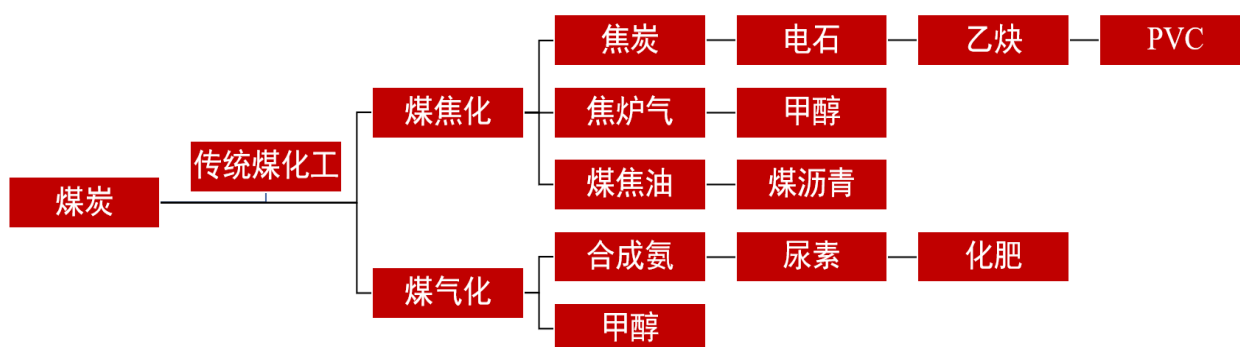 焦炭
电石
乙炔
PVC
煤焦化
焦炉气
甲醇
传统煤化工
煤焦油
煤沥青
煤炭
合成氨
尿素
化肥
煤气化
甲醇